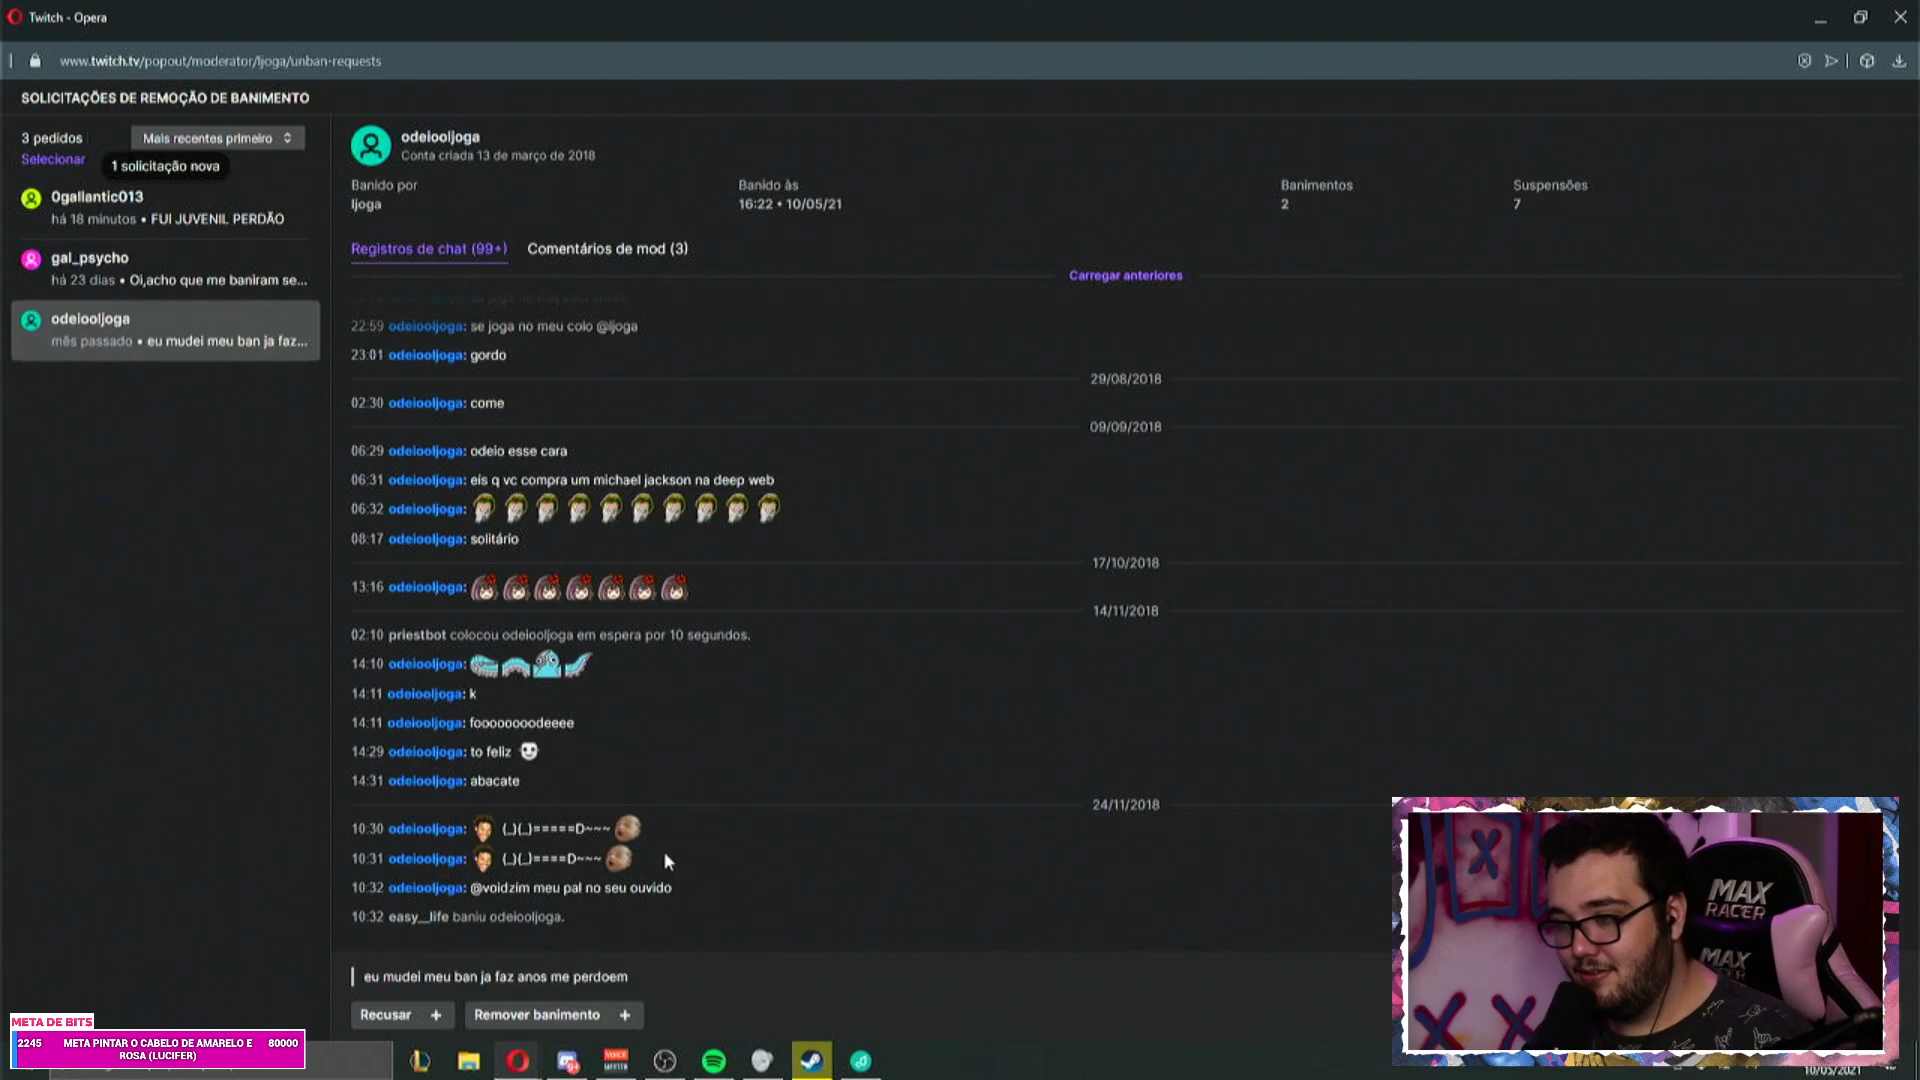 Twitch - Opera
www.twitch.tv/popout/moderator/ljoga/unban-requests
SOLICITAÇÕES DE REMOÇÃO DE BANIMENTO
3 pedidos
Mais recentes primeiro
Selecionar
1 solicitação nova
0gallantic013
há 18 minutos • FUI JUVENIL PERDÃO
gal_psycho
há 23 dias • Oi,acho que me baniram se...
odeiooljoga
mês passado • eu mudei meu ban ja faz...
odeiooljoga
Conta criada 13 de março de 2018
Banido por
ljoga
Banido às
16:22 • 10/05/21
Banimentos
2
Suspensões
7
Registros de chat (99+)
Comentários de mod (3)
Carregar anteriores
22:59 odeiooljoga: se joga no meu colo @ljoga
23:01 odeiooljoga: gordo
29/08/2018
02:30 odeiooljoga: come
09/09/2018
06:29 odeiooljoga: odeio esse cara
06:31 odeiooljoga: eis q vc compra um michael jackson na deep web
06:32 odeiooljoga:
08:17 odeiooljoga: solitário
17/10/2018
13:16 odeiooljoga:
14/11/2018
02:10 priestbot colocou odeiooljoga em espera por 10 segundos.
14:10 odeiooljoga:
14:11 odeiooljoga: k
14:11 odeiooljoga: foooooooodeeee
14:29 odeiooljoga: to feliz
14:31 odeiooljoga: abacate
24/11/2018
10:30 odeiooljoga: (_)(_)=====D~~~
10:31 odeiooljoga: (_)(_)====D~~~
10:32 odeiooljoga: @voidzim meu pal no seu ouvido
10:32 easy__life baniu odeiooljoga.
eu mudei meu ban ja faz anos me perdoem
Recusar +
Remover banimento +
META DE BITS
2245 META PINTAR O CABELO DE AMARELO E 80000
ROSA (LUCIFER)
MAX
RACER
MAX
10/05/2021